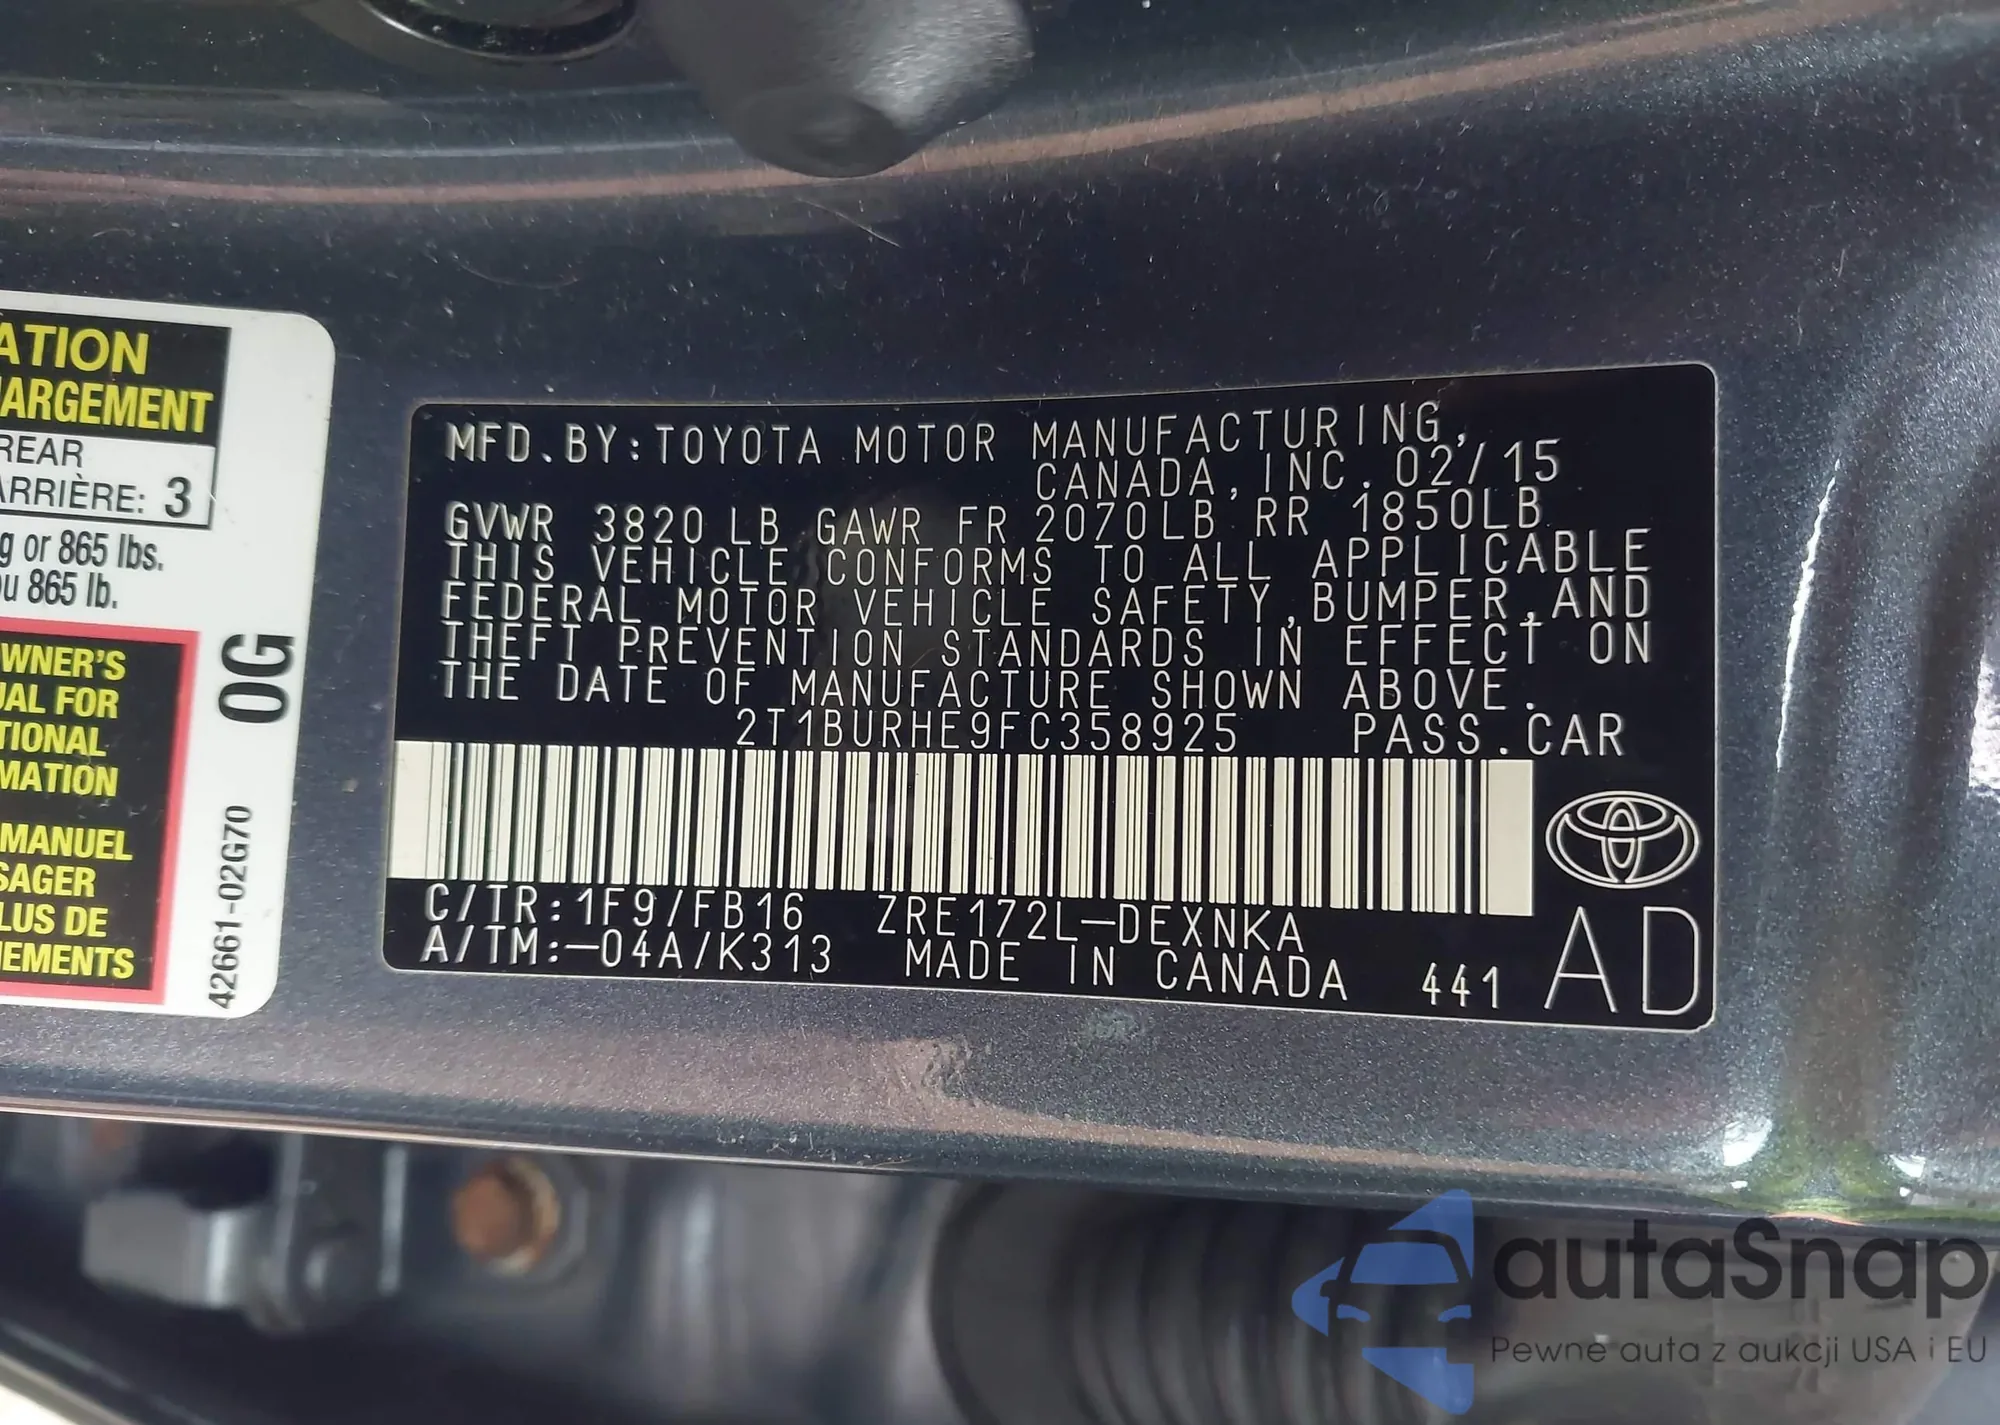 ATION
ARGEMENT
REAR
ARRIÈRE: 3
g or 865 lbs.
u 865 lb.
WNER'S
UAL FOR
TIONAL
MATION
MANUEL
SAGER
LUS DE
NEMENTS
0G
42661-02G70
MFD.BY:TOYOTA MOTOR MANUFACTURING,
CANADA,INC.02/15
GVWR 3820 LB GAWR FR 2070LB RR 1850LB
THIS VEHICLE CONFORMS TO ALL APPLICABLE
FEDERAL MOTOR VEHICLE SAFETY,BUMPER,AND
THEFT PREVENTION STANDARDS IN EFFECT ON
THE DATE OF MANUFACTURE SHOWN ABOVE.
2T1BURHE9FC358925 PASS.CAR
C/TR:1F9/FB16 ZRE172L-DEXNKA
A/TM:-04A/K313 MADE IN CANADA 441 AD
autaSnap
Pewne auta z aukcji USA i EU